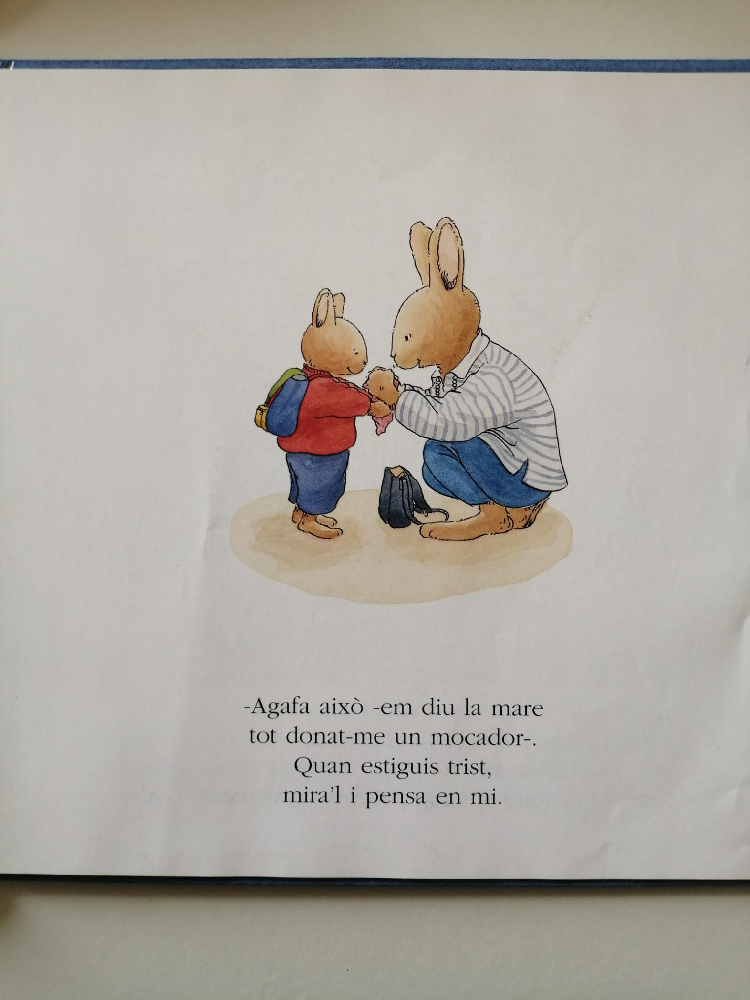 -Agafa això -em diu la mare
tot donat-me un mocador-.
Quan estiguis trist,
mira'l i pensa en mi.